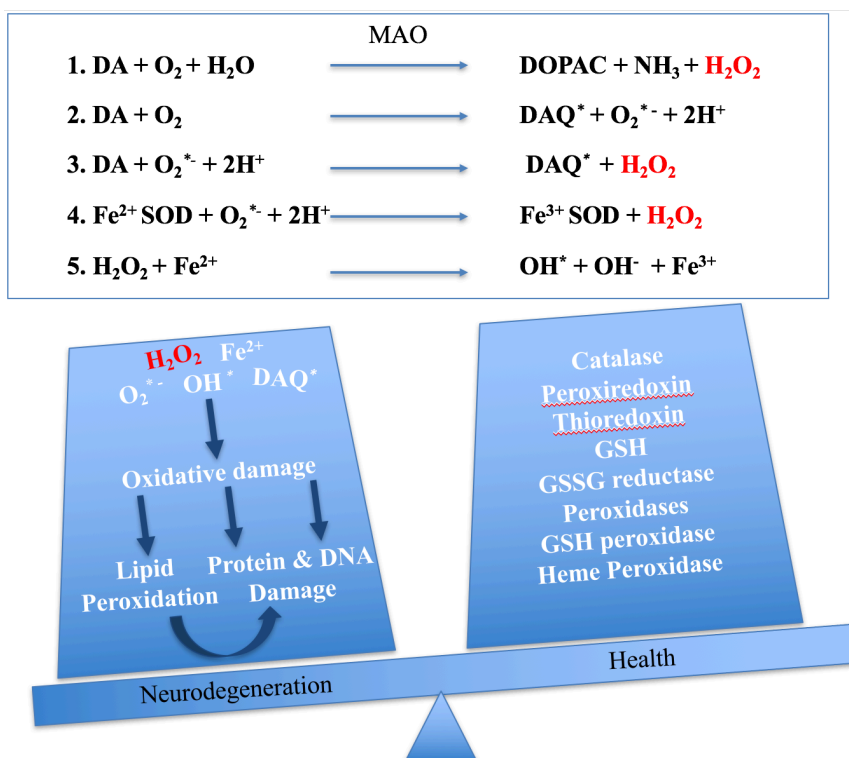 MAO
1. DA + O₂ + H₂O DOPAC + NH₃ + H₂O₂
2. DA + O₂ DAQ* + O₂*⁻ + 2H⁺
3. DA + O₂*⁻ + 2H⁺ DAQ* + H₂O₂
4. Fe²⁺ SOD + O₂*⁻ + 2H⁺ Fe³⁺ SOD + H₂O₂
5. H₂O₂ + Fe²⁺ OH* + OH⁻ + Fe³⁺
H₂O₂ Fe²⁺
O₂*⁻ OH* DAQ*
Oxidative damage
Lipid
Peroxidation
Protein & DNA
Damage
Catalase
Peroxiredoxin
Thioredoxin
GSH
GSSG reductase
Peroxidases
GSH peroxidase
Heme Peroxidase
Neurodegeneration
Health